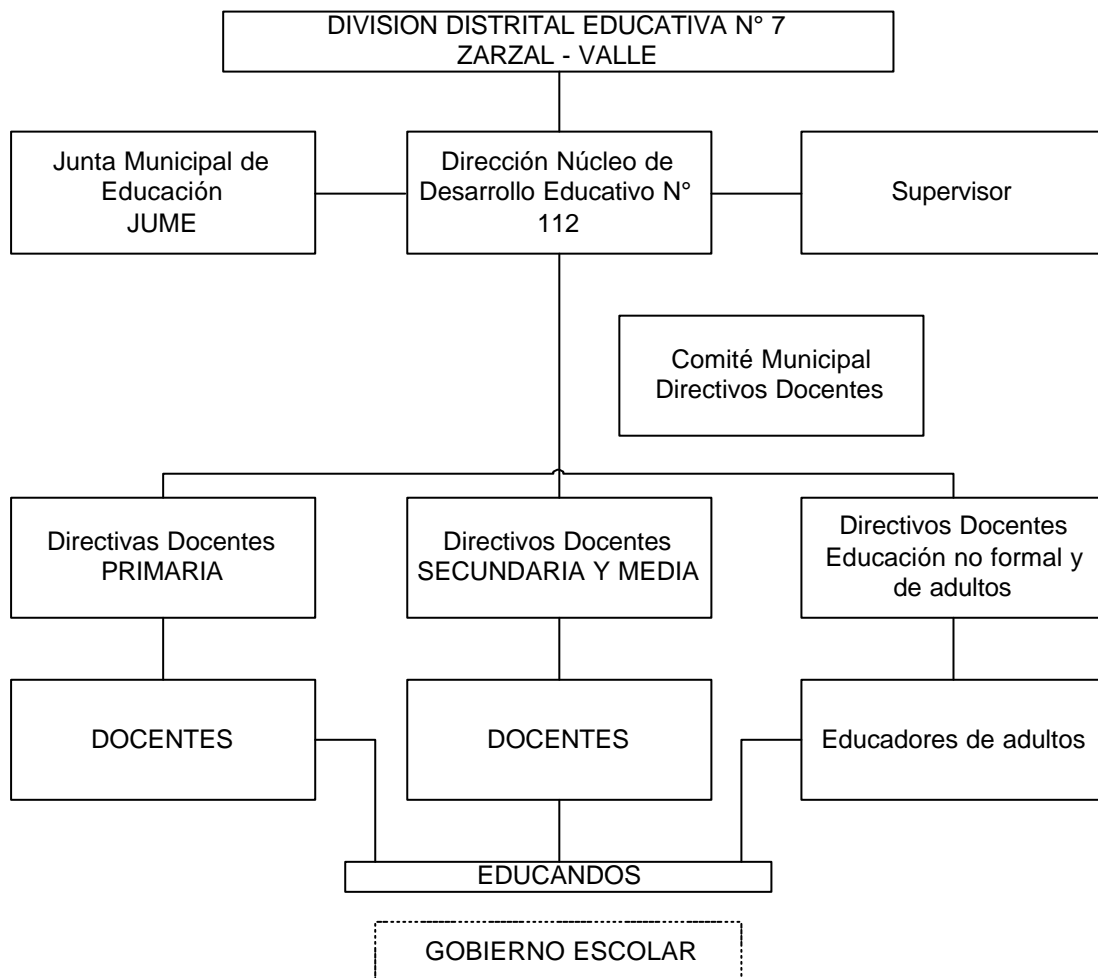 DIVISION DISTRITAL EDUCATIVA N° 7
ZARZAL - VALLE
Junta Municipal de
Educación
JUME
Dirección Núcleo de
Desarrollo Educativo N°
112
Supervisor
Comité Municipal
Directivos Docentes
Directivas Docentes
PRIMARIA
Directivos Docentes
SECUNDARIA Y MEDIA
Directivos Docentes
Educación no formal y
de adultos
DOCENTES
DOCENTES
Educadores de adultos
EDUCANDOS
GOBIERNO ESCOLAR